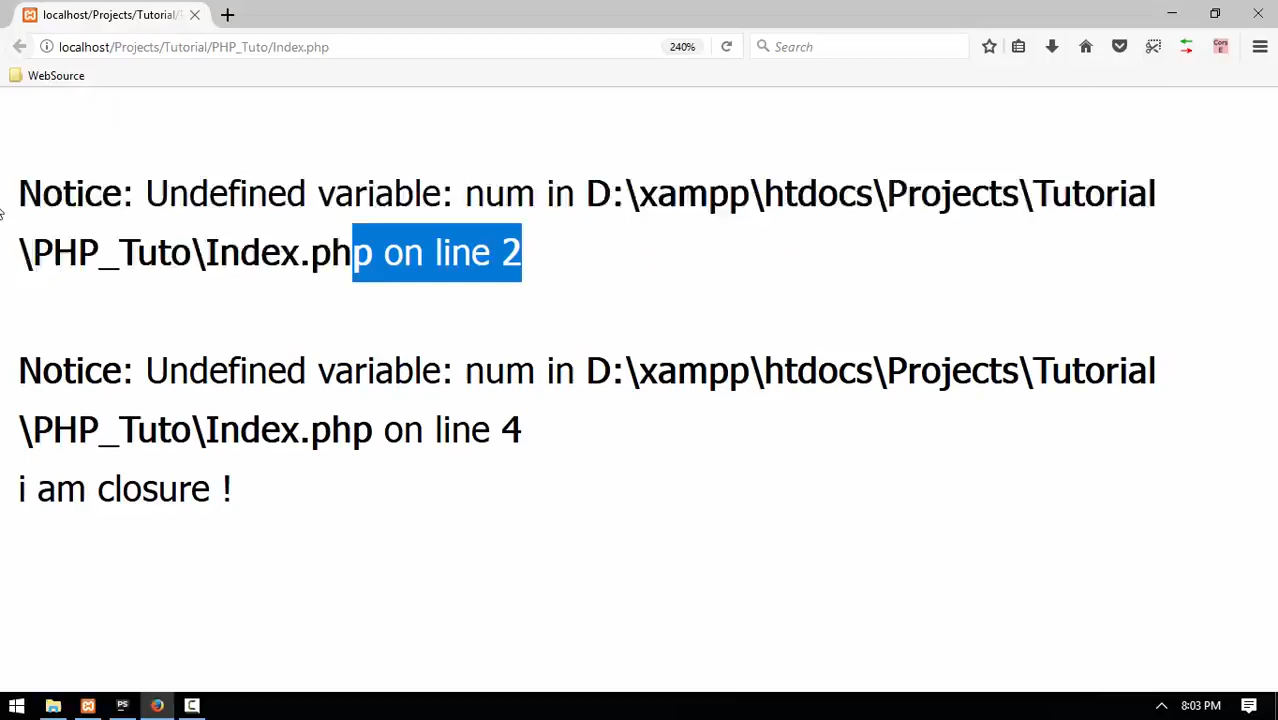 localhost/Projects/Tutorial/
localhost/Projects/Tutorial/PHP_Tuto/Index.php
240%
Search
Cors
E
WebSource
Notice: Undefined variable: num in D:\xampp\htdocs\Projects\Tutorial
\PHP_Tuto\Index.php on line 2
Notice: Undefined variable: num in D:\xampp\htdocs\Projects\Tutorial
\PHP_Tuto\Index.php on line 4
i am closure !
PS
8:03 PM